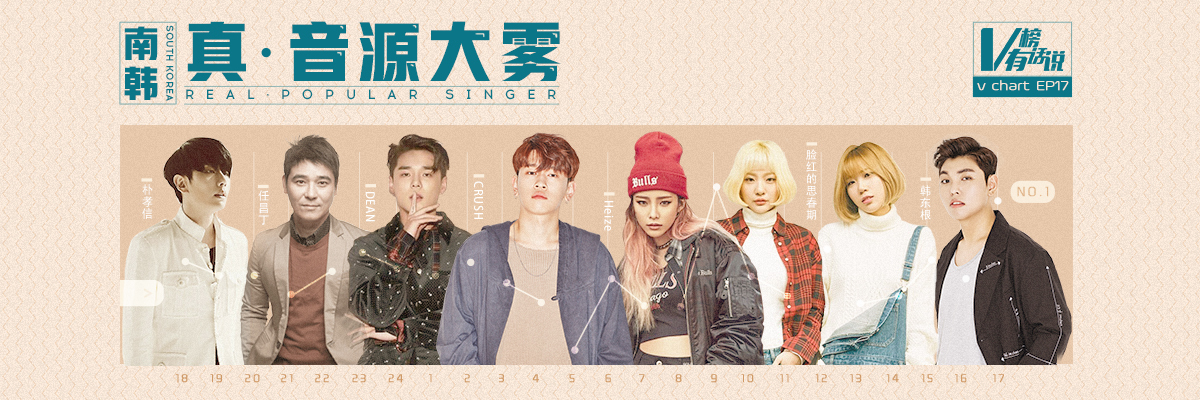 南韩
SOUTH KOREA
真·音源大雾
REAL·POPULAR SINGER
V榜有话说
v chart EP17
朴孝信
任昌丁
DEAN
CRUSH
Heize
Bulls
脸红的思春期
韩东根
NO.1
18 19 20 21 22 23 24 1 2 3 4 5 6 7 8 9 10 11 12 13 14 15 16 17